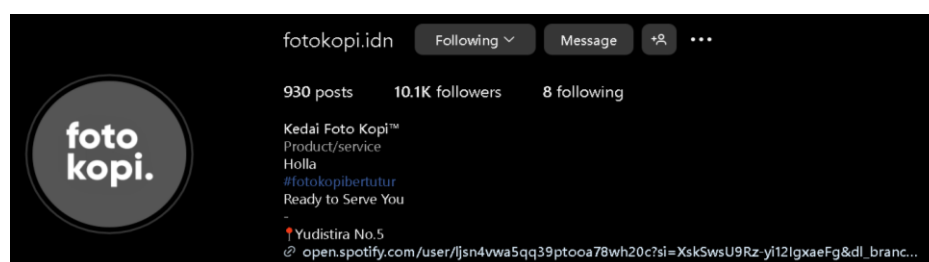 fotokopi.idn Following Message
930 posts 10.1K followers 8 following
foto
kopi.
Kedai Foto Kopi™
Product/service
Holla
#fotokopibertutur
Ready to Serve You
-
📍Yudistira No.5
open.spotify.com/user/ljsn4vwa5qq39ptooa78wh20c?si=XskSwsU9Rz-yi12IgxaeFg&dl_branc...